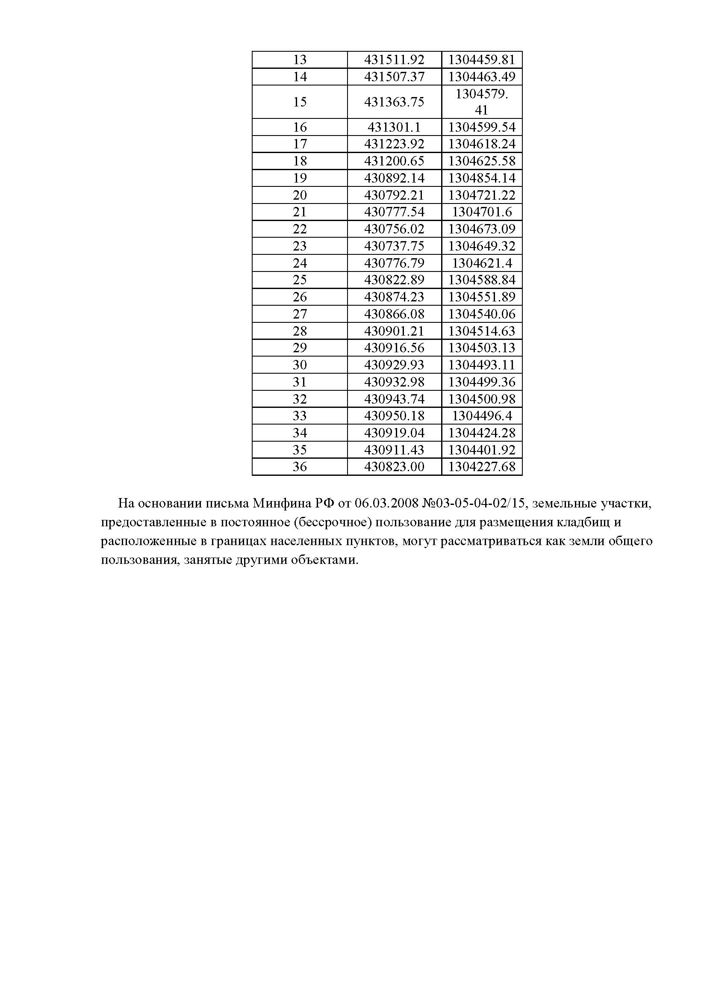 13 431511.92 1304459.81
14 431507.37 1304463.49
15 431363.75 1304579.
41
16 431301.1 1304599.54
17 431223.92 1304618.24
18 431200.65 1304625.58
19 430892.14 1304854.14
20 430792.21 1304721.22
21 430777.54 1304701.6
22 430756.02 1304673.09
23 430737.75 1304649.32
24 430776.79 1304621.4
25 430822.89 1304588.84
26 430874.23 1304551.89
27 430866.08 1304540.06
28 430901.21 1304514.63
29 430916.56 1304503.13
30 430929.93 1304493.11
31 430932.98 1304499.36
32 430943.74 1304500.98
33 430950.18 1304496.4
34 430919.04 1304424.28
35 430911.43 1304401.92
36 430823.00 1304227.68
На основании письма Минфина РФ от 06.03.2008 №03-05-04-02/15, земельные участки,
предоставленные в постоянное (бессрочное) пользование для размещения кладбищ и
расположенные в границах населенных пунктов, могут рассматриваться как земли общего
пользования, занятые другими объектами.